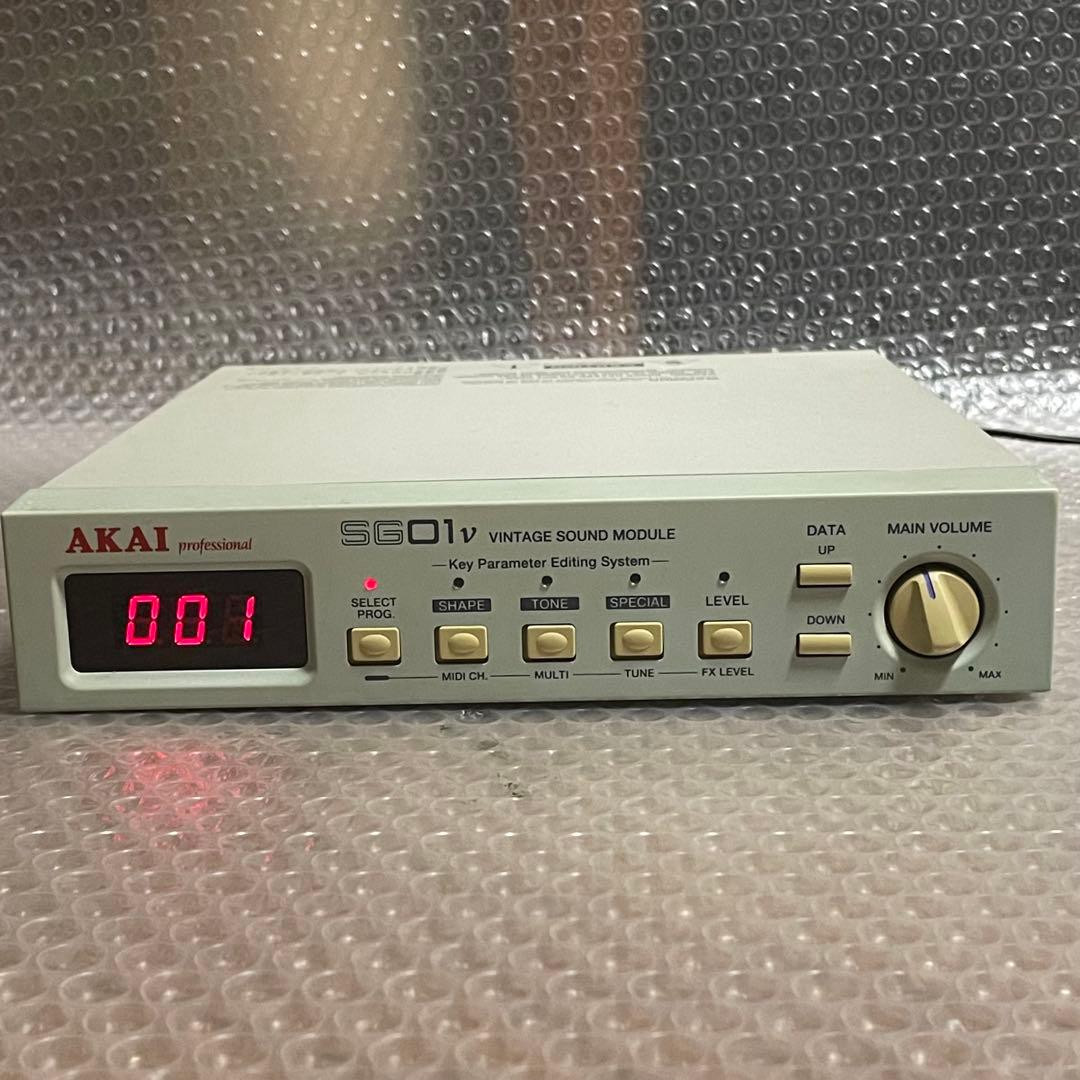 AKAI professional
SG01v VINTAGE SOUND MODULE
Key Parameter Editing System
001
SELECT PROG.
SHAPE
TONE
SPECIAL
LEVEL
MIDI CH.
MULTI
TUNE
FX LEVEL
DATA
UP
DOWN
MAIN VOLUME
MIN
MAX